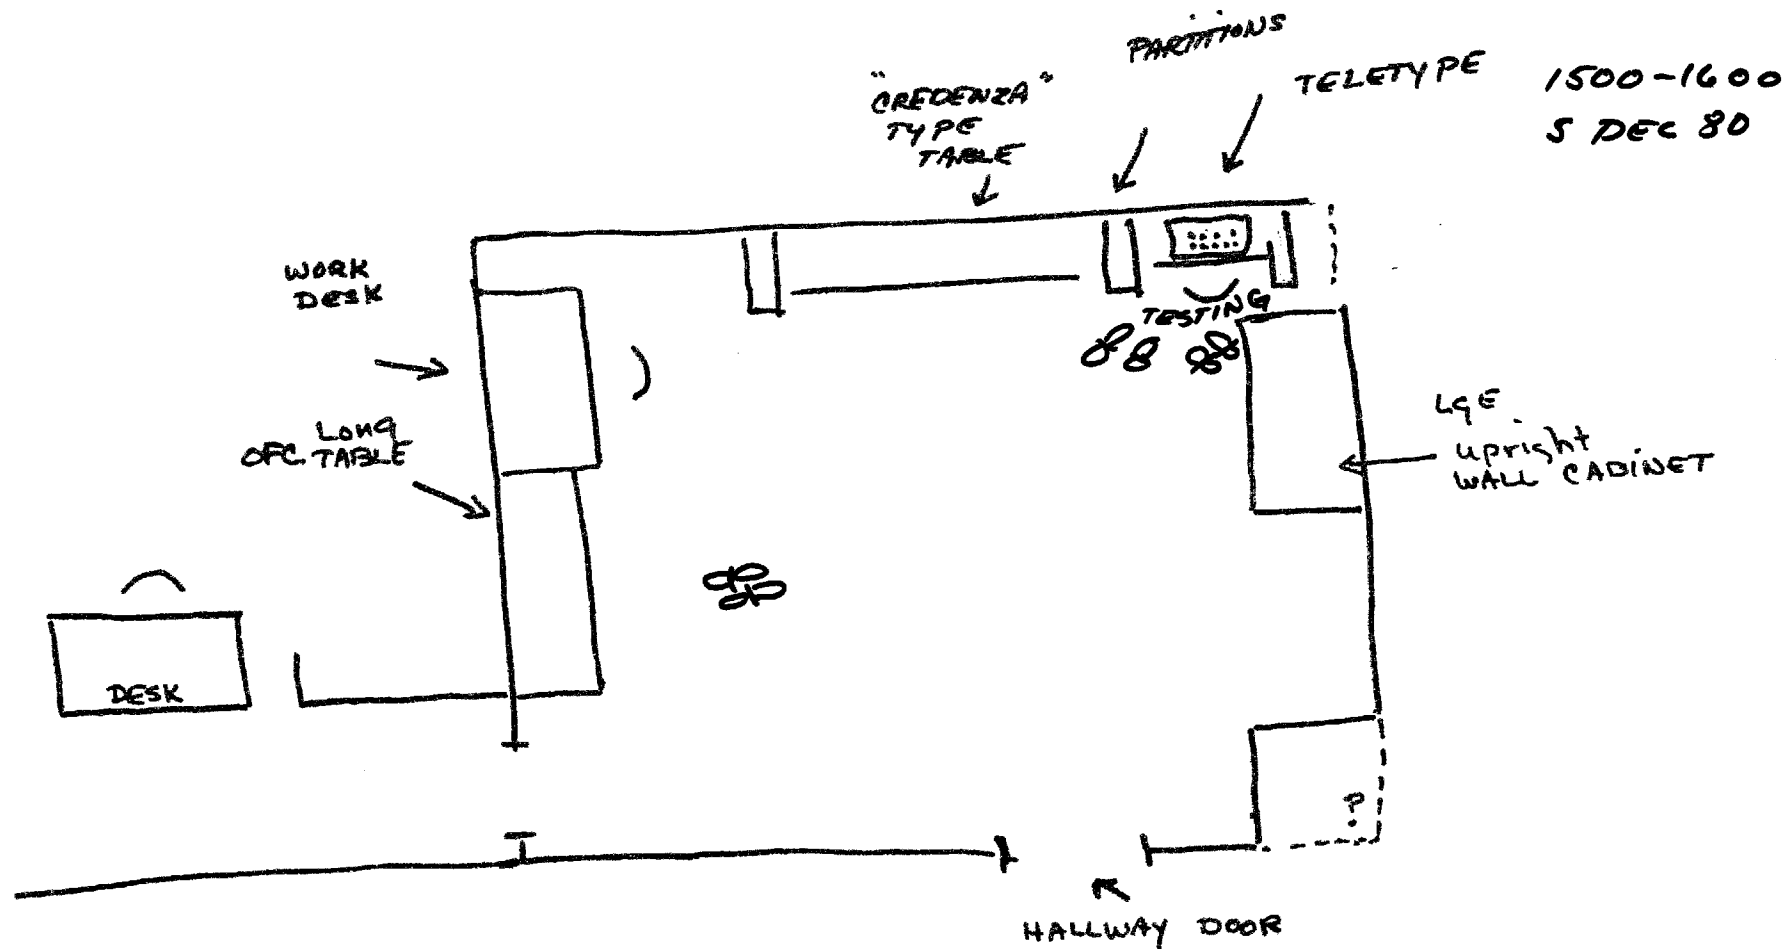 PARTITIONS
TELETYPE
1500-1600
5 DEC 80
"CREDENZA"
TYPE
TABLE
WORK
DESK
TESTING
LONG
OFC. TABLE
LGE.
upright
WALL CABINET
DESK
?
HALLWAY DOOR